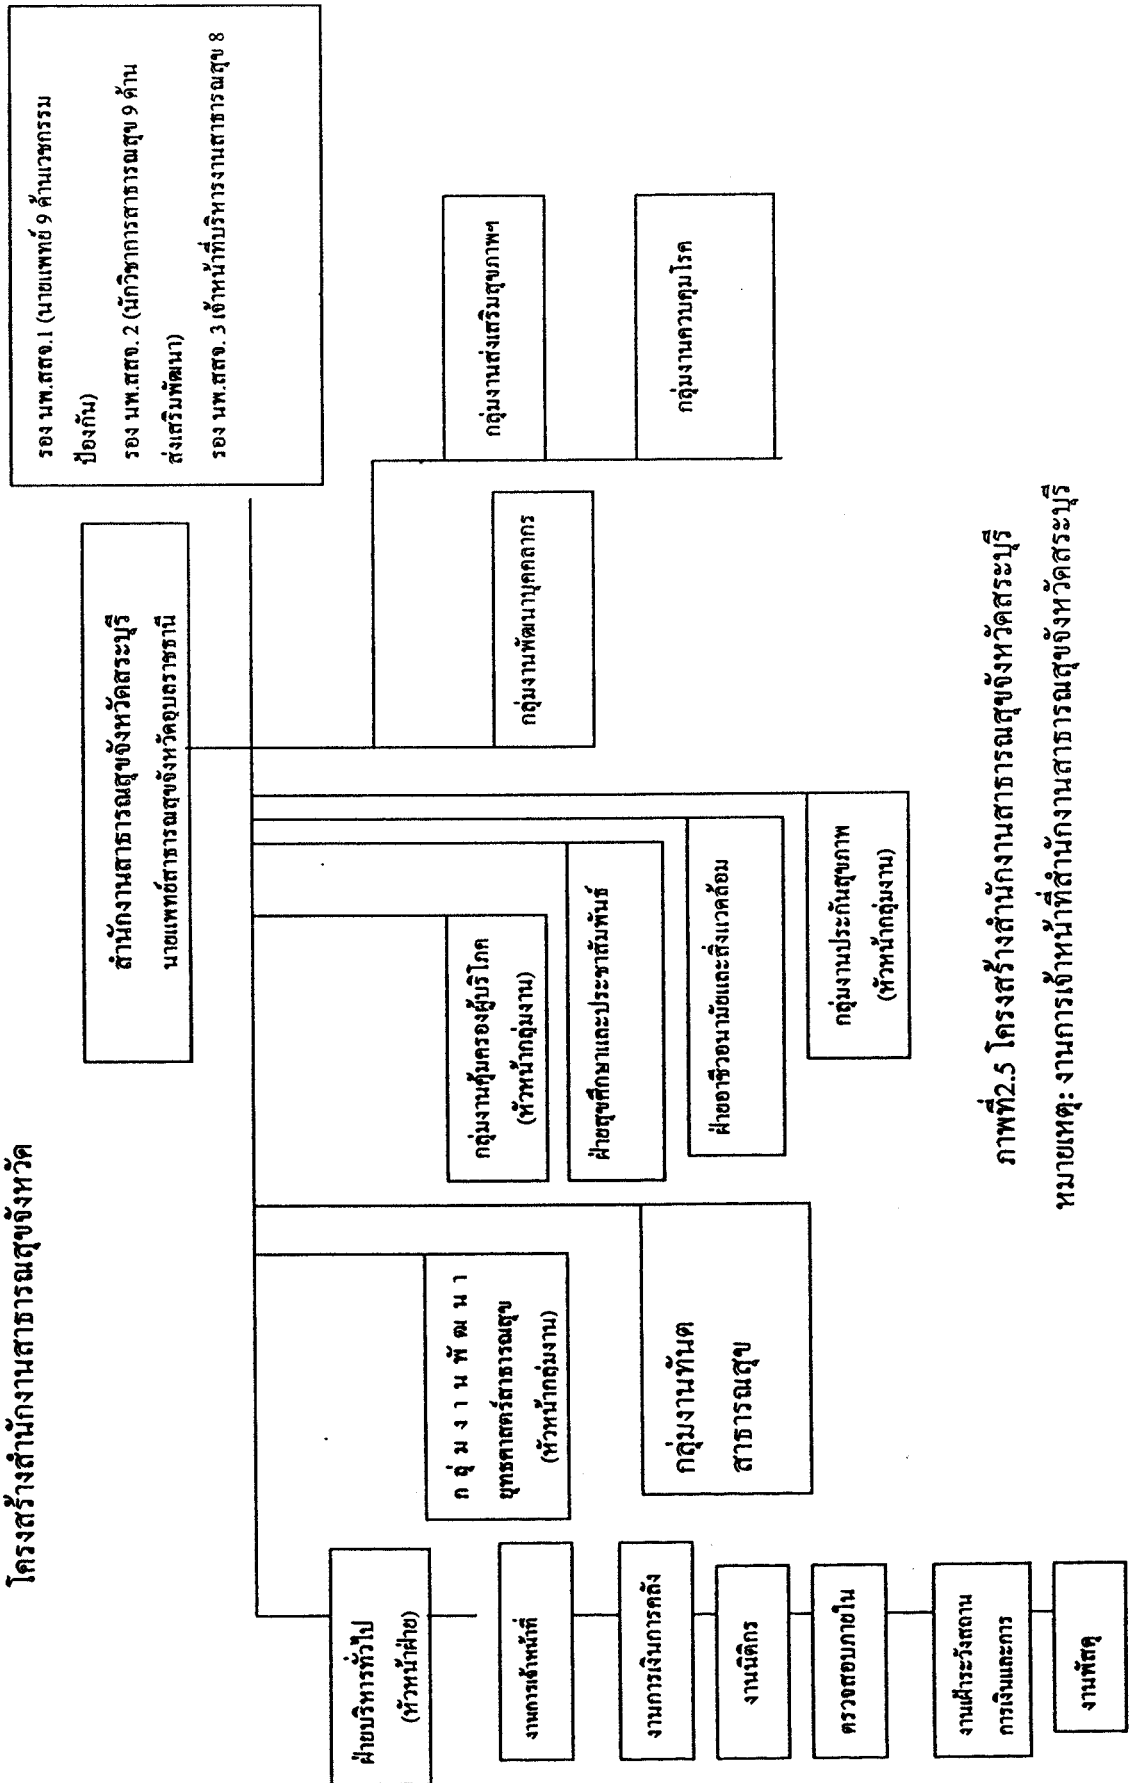 โครงสร้างสำนักงานสาธารณสุขจังหวัด
สำนักงานสาธารณสุขจังหวัดสระบุรี
นายแพทย์สาธารณสุขจังหวัดอุบลราชธานี
รอง นพ.สสจ.1 (นายแพทย์ 9 ด้านเวชกรรม
ป้องกัน)
รอง นพ.สสจ. 2 (นักวิชาการสาธารณสุข 9 ด้าน
ส่งเสริมพัฒนา)
รอง นพ.สสจ. 3 เจ้าหน้าที่บริหารงานสาธารณสุข 8
ฝ่ายบริหารทั่วไป
(หัวหน้าฝ่าย)
งานการเจ้าหน้าที่
งานการเงินการคลัง
งานนิติกร
ตรวจสอบภายใน
งานเฝ้าระวังสถาน
การเงินและการ
งานพัสดุ
กลุ่มงานพัฒนา
ยุทธศาสตร์สาธารณสุข
(หัวหน้ากลุ่มงาน)
กลุ่มงานทันต
สาธารณสุข
กลุ่มงานคุ้มครองผู้บริโภค
(หัวหน้ากลุ่มงาน)
ฝ่ายสุขศึกษาและประชาสัมพันธ์
ฝ่ายอาชีวอนามัยและสิ่งแวดล้อม
กลุ่มงานประกันสุขภาพ
(หัวหน้ากลุ่มงาน)
กลุ่มงานพัฒนาบุคคลากร
กลุ่มงานส่งเสริมสุขภาพฯ
กลุ่มงานควบคุมโรค
ภาพที่2.5 โครงสร้างสำนักงานสาธารณสุขจังหวัดสระบุรี
หมายเหตุ: งานการเจ้าหน้าที่สำนักงานสาธารณสุขจังหวัดสระบุรี